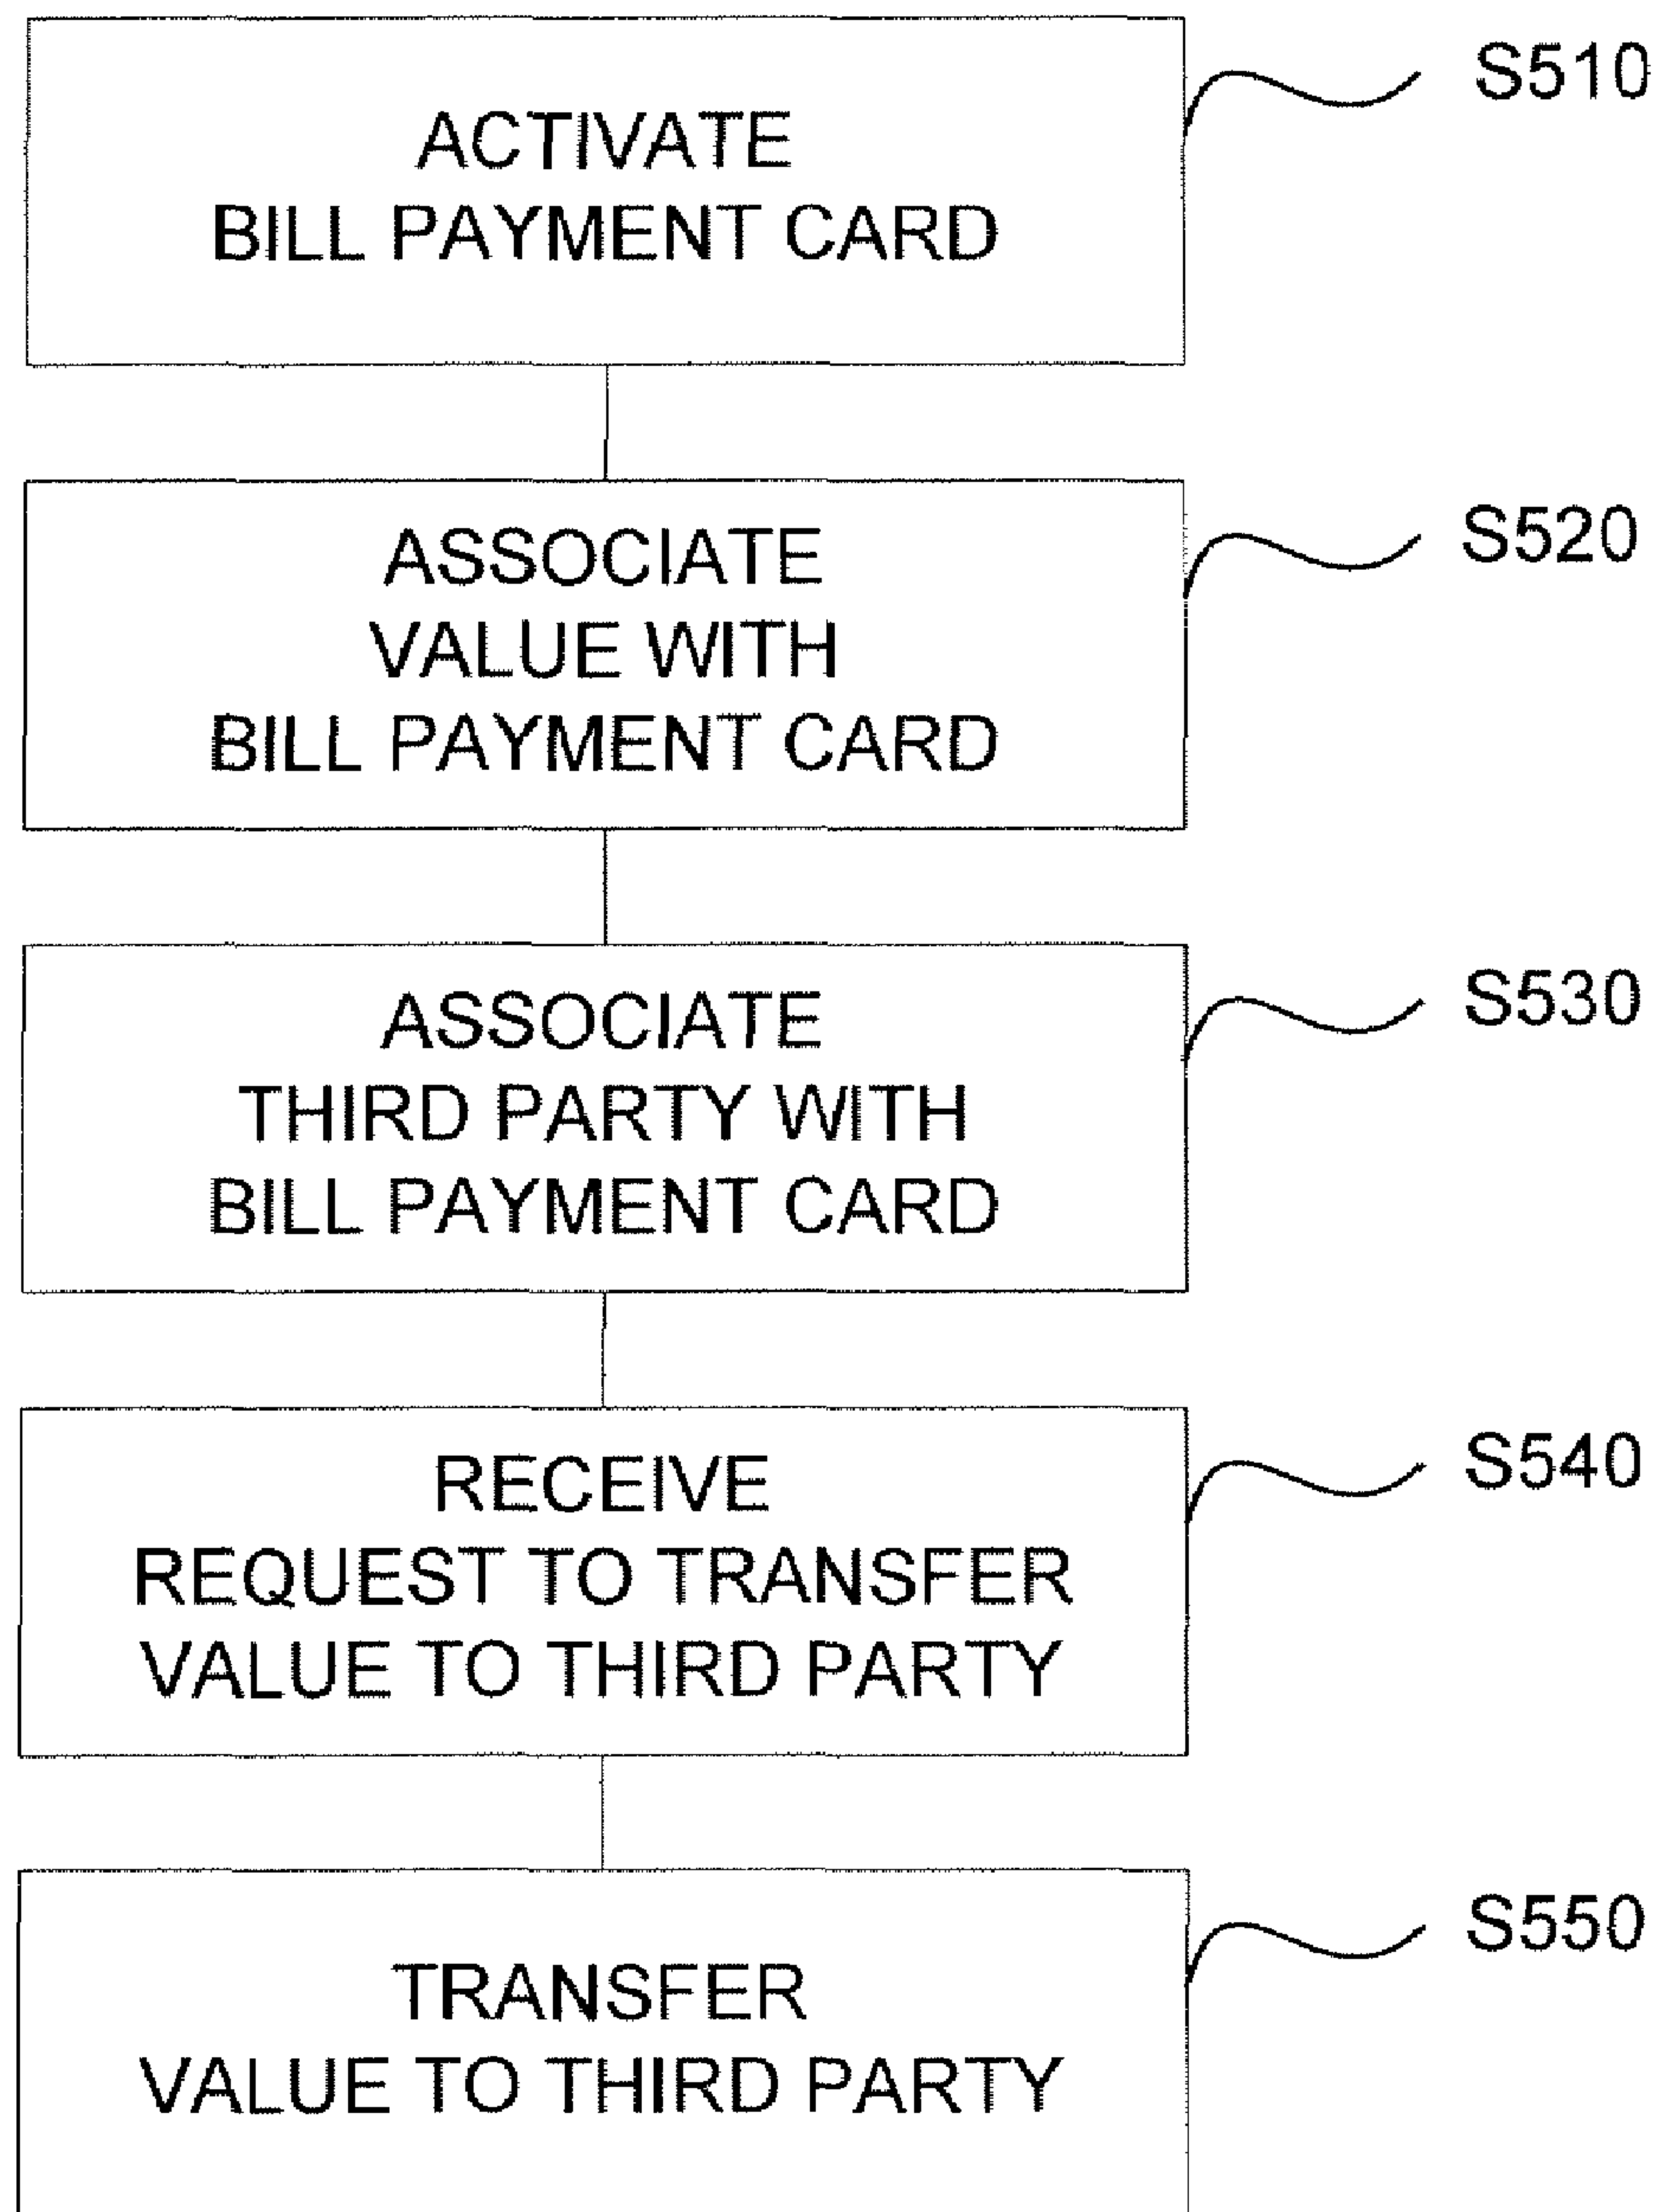 ACTIVATE
BILL PAYMENT CARD
S510
ASSOCIATE
VALUE WITH
BILL PAYMENT CARD
S520
ASSOCIATE
THIRD PARTY WITH
BILL PAYMENT CARD
S530
RECEIVE
REQUEST TO TRANSFER
VALUE TO THIRD PARTY
S540
TRANSFER
VALUE TO THIRD PARTY
S550